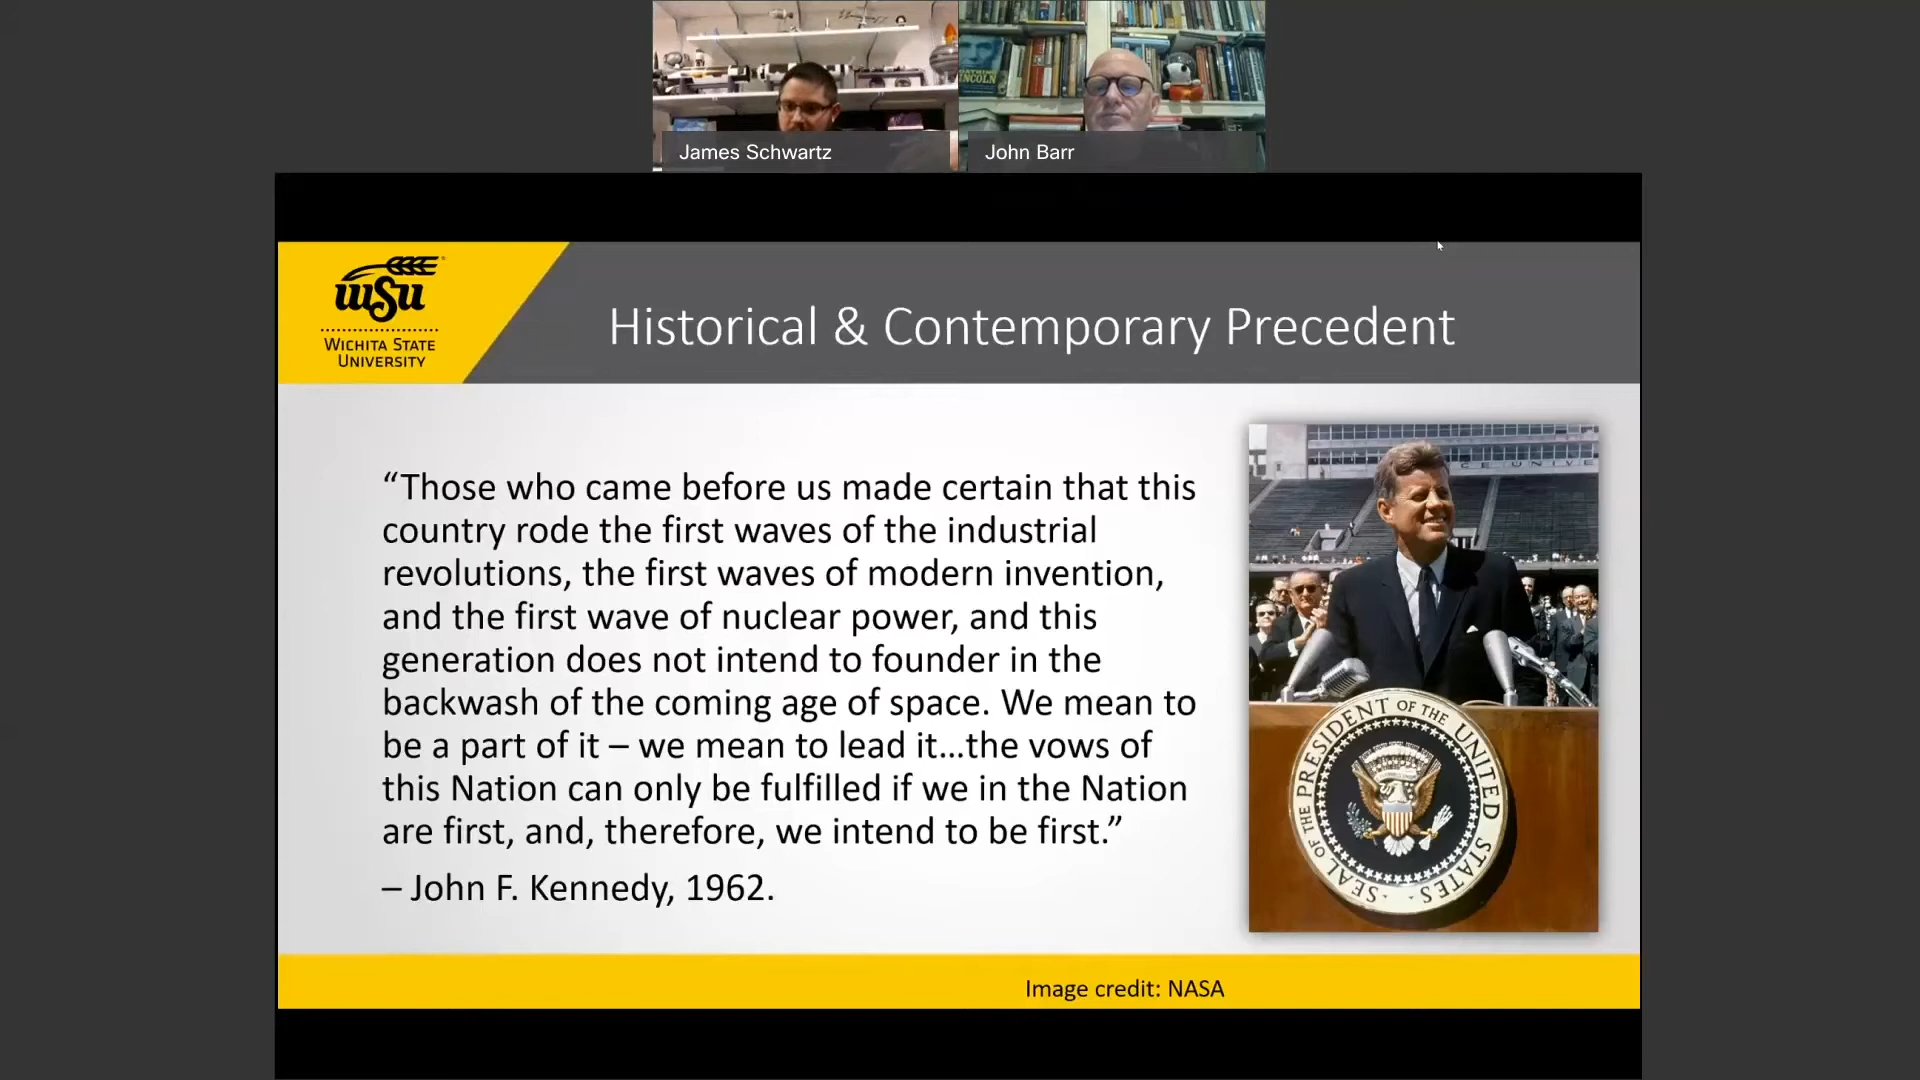 LINCOLN
James Schwartz
John Barr
wsu
WICHITA STATE
UNIVERSITY
Historical & Contemporary Precedent
“Those who came before us made certain that this
country rode the first waves of the industrial
revolutions, the first waves of modern invention,
and the first wave of nuclear power, and this
generation does not intend to founder in the
backwash of the coming age of space. We mean to
be a part of it – we mean to lead it...the vows of
this Nation can only be fulfilled if we in the Nation
are first, and, therefore, we intend to be first.”
– John F. Kennedy, 1962.
CE UNIVE
SEAL OF THE PRESIDENT OF THE UNITED STATES
Image credit: NASA